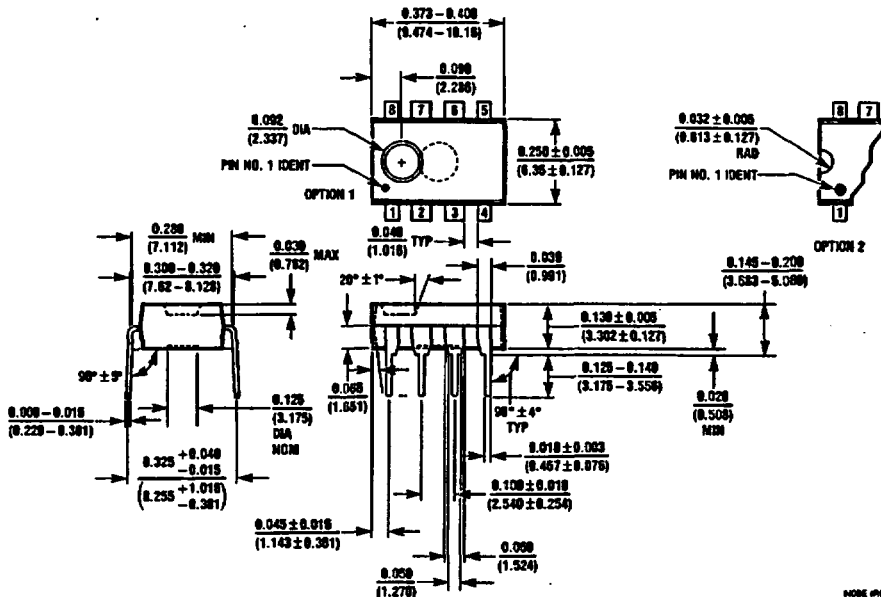 0.373–0.400
(9.474–10.16)
0.090
(2.286)
8 7 6 5
8 7
0.092
(2.337) DIA
0.032 ± 0.005
(0.813 ± 0.127)
RAD
0.250 ± 0.005
(6.35 ± 0.127)
PIN NO. 1 IDENT
PIN NO. 1 IDENT
OPTION 1
1 2 3 4
1
OPTION 2
0.280
(7.112) MIN
0.030
(0.762) MAX
0.040
(1.016) TYP
0.039
(0.991)
0.145–0.200
(3.683–5.080)
0.300–0.320
(7.62–8.128)
20° ± 1°
0.130 ± 0.005
(3.302 ± 0.127)
0.125–0.140
(3.175–3.556)
0.020
(0.508)
MIN
0.065
(1.651)
0.125
(3.175)
DIA
NOM
0.009–0.015
(0.229–0.381)
90° ± 4°
TYP
0.018 ± 0.003
(0.457 ± 0.076)
0.325 +0.040 −0.015
(8.255 +1.016 −0.381)
0.100 ± 0.010
(2.540 ± 0.254)
0.045 ± 0.015
(1.143 ± 0.381)
0.060
(1.524)
0.050
(1.270)